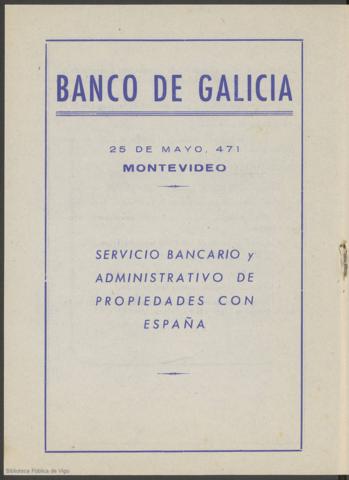 BANCO DE GALICIA
25 DE MAYO, 471
MONTEVIDEO
SERVICIO BANCARIO y
ADMINISTRATIVO DE
PROPIEDADES CON
ESPAÑA
Biblioteca Pública de Vigo